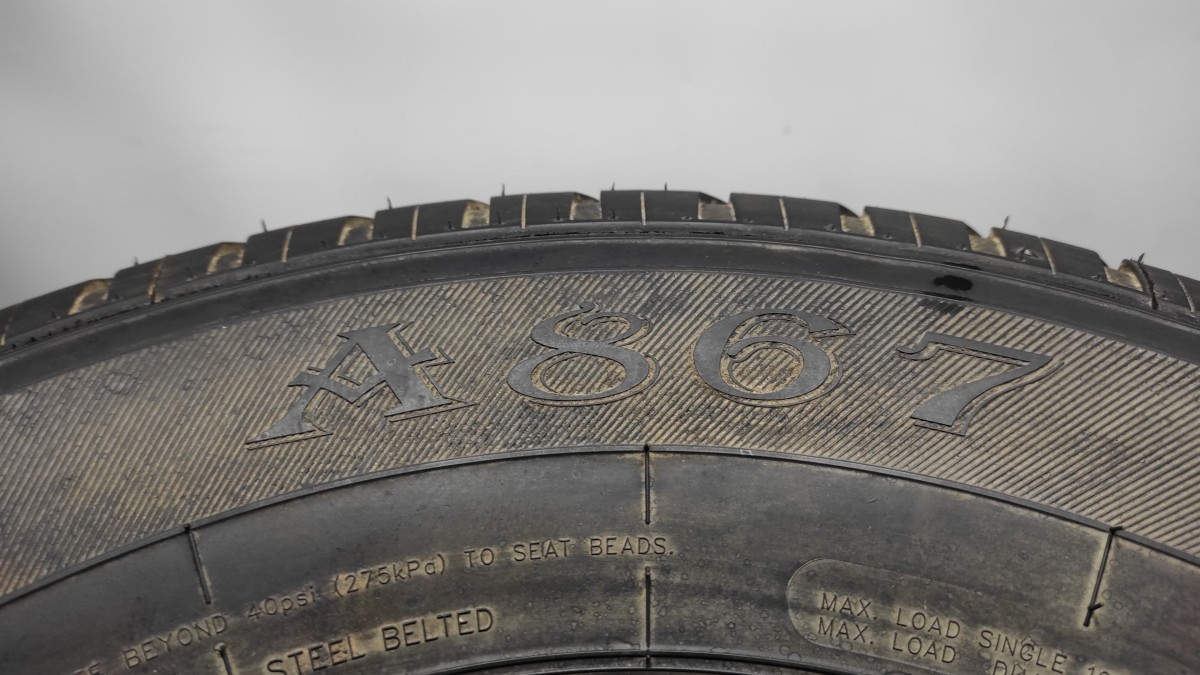 A867
BEYOND 40psi (275kPa) TO SEAT BEADS.
STEEL BELTED
MAX. LOAD SINGLE
MAX. LOAD